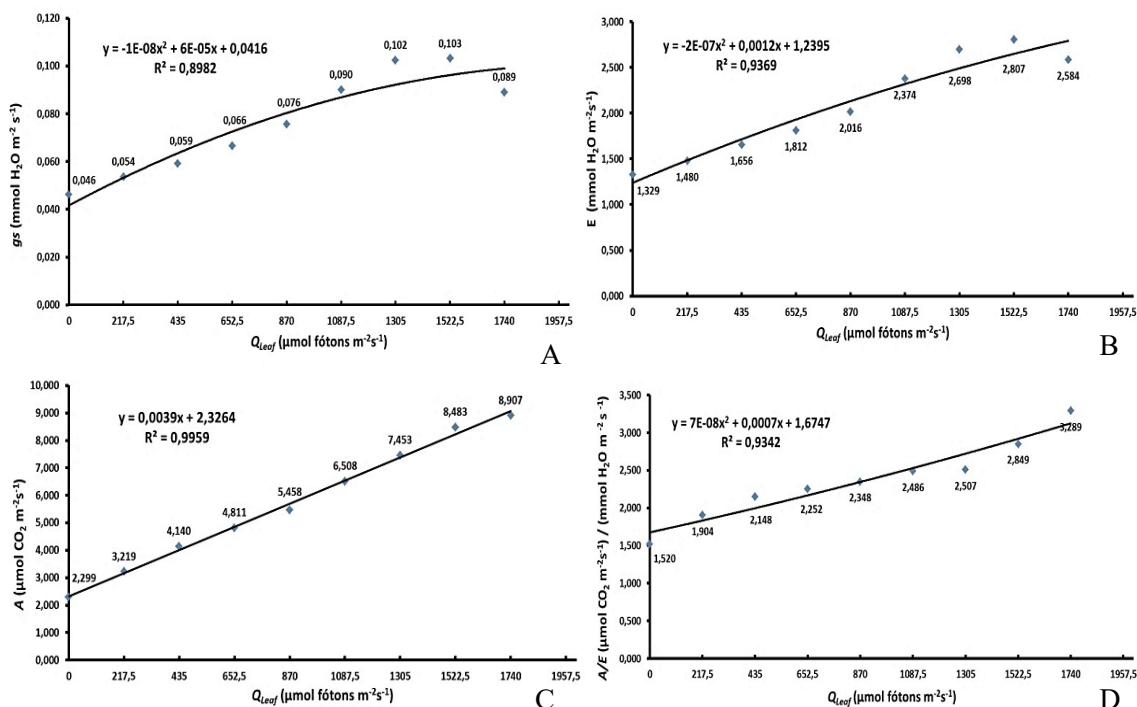 0,120
0,100
0,080
0,060
0,040
0,020
0,000
gs (mmol H₂O m⁻² s⁻¹)
y = -1E-08x² + 6E-05x + 0,0416
R² = 0,8982
0,046
0,054
0,059
0,066
0,076
0,090
0,102
0,103
0,089
0 217,5 435 652,5 870 1087,5 1305 1522,5 1740 1957,5
Q_Leaf (μmol fótons m⁻²s⁻¹)
A
3,000
2,500
2,000
1,500
1,000
0,500
0,000
E (mmol H₂O m⁻²s⁻¹)
y = -2E-07x² + 0,0012x + 1,2395
R² = 0,9369
1,329
1,480
1,656
1,812
2,016
2,374
2,698
2,807
2,584
0 217,5 435 652,5 870 1087,5 1305 1522,5 1740 1957,5
Q_Leaf (μmol fótons m⁻²s⁻¹)
B
10,000
9,000
8,000
7,000
6,000
5,000
4,000
3,000
2,000
1,000
0,000
A (μmol CO₂ m⁻²s⁻¹)
y = 0,0039x + 2,3264
R² = 0,9959
2,299
3,219
4,140
4,811
5,458
6,508
7,453
8,483
8,907
0 217,5 435 652,5 870 1087,5 1305 1522,5 1740 1957,5
Q_Leaf (μmol fótons m⁻²s⁻¹)
C
3,500
3,000
2,500
2,000
1,500
1,000
0,500
0,000
A/E (μmol CO₂ m⁻²s⁻¹) / (mmol H₂O m⁻² s⁻¹)
y = 7E-08x² + 0,0007x + 1,6747
R² = 0,9342
1,520
1,904
2,148
2,252
2,348
2,486
2,507
2,849
3,289
0 217,5 435 652,5 870 1087,5 1305 1522,5 1740 1957,5
Q_Leaf (μmol fótons m⁻²s⁻¹)
D